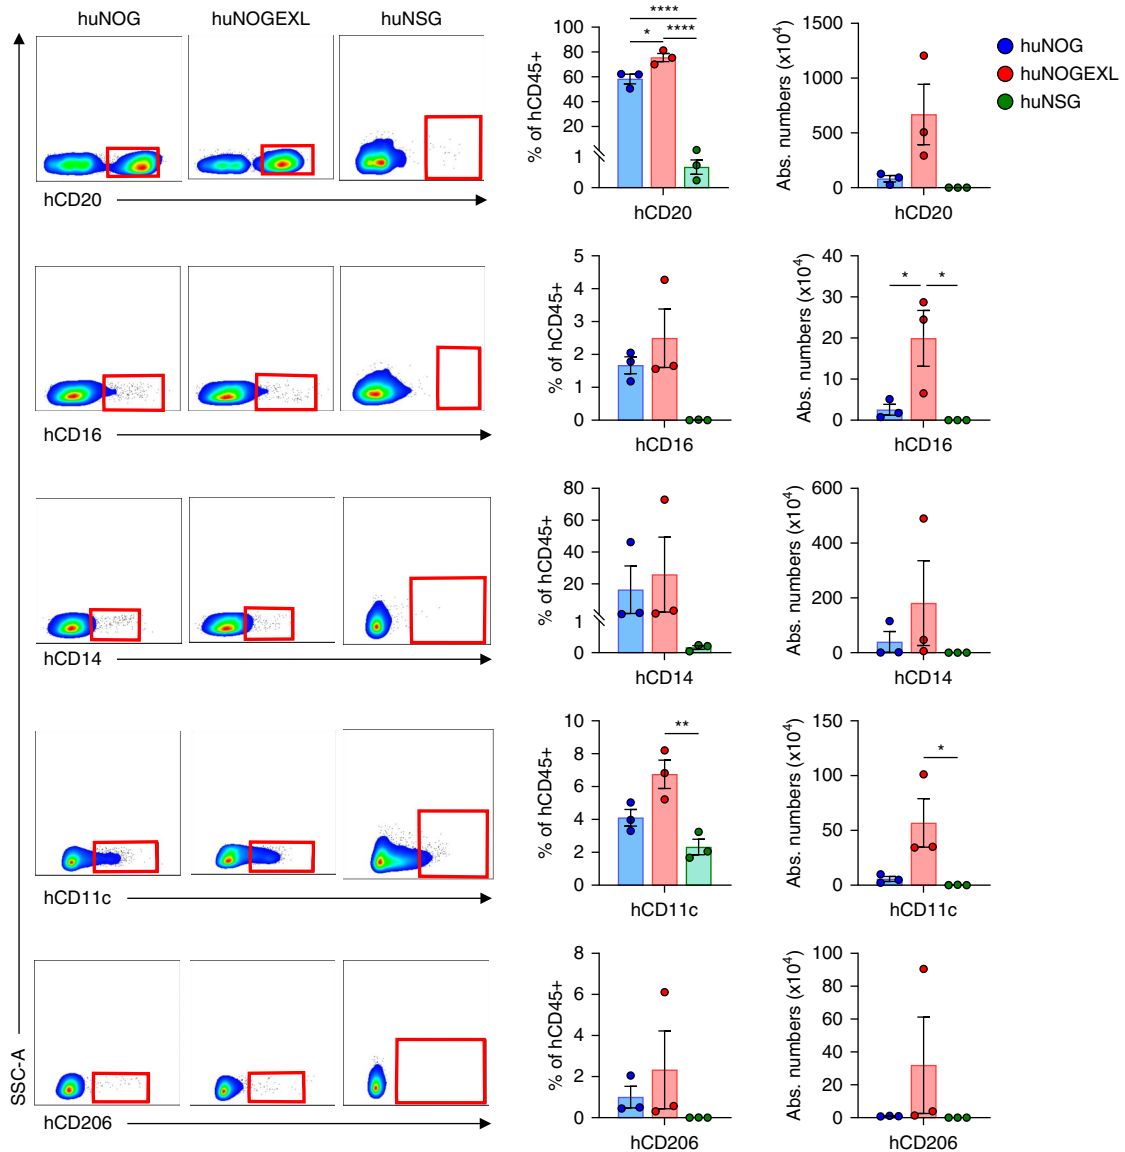 huNOG huNOGEXL huNSG
hCD20
% of hCD45+
100
80
60
40
20
1
0
* **** ****
hCD20
Abs. numbers (x10⁴)
1500
1000
500
0
hCD20
huNOG
huNOGEXL
huNSG
hCD16
% of hCD45+
5
4
3
2
1
0
hCD16
Abs. numbers (x10⁴)
40
30
20
10
0
* *
hCD16
hCD14
% of hCD45+
80
60
40
20
1
0
hCD14
Abs. numbers (x10⁴)
600
400
200
0
hCD14
hCD11c
% of hCD45+
10
8
6
4
2
0
**
hCD11c
Abs. numbers (x10⁴)
150
100
50
0
*
hCD11c
SSC-A
hCD206
% of hCD45+
8
6
4
2
0
hCD206
Abs. numbers (x10⁴)
100
80
60
40
20
0
hCD206